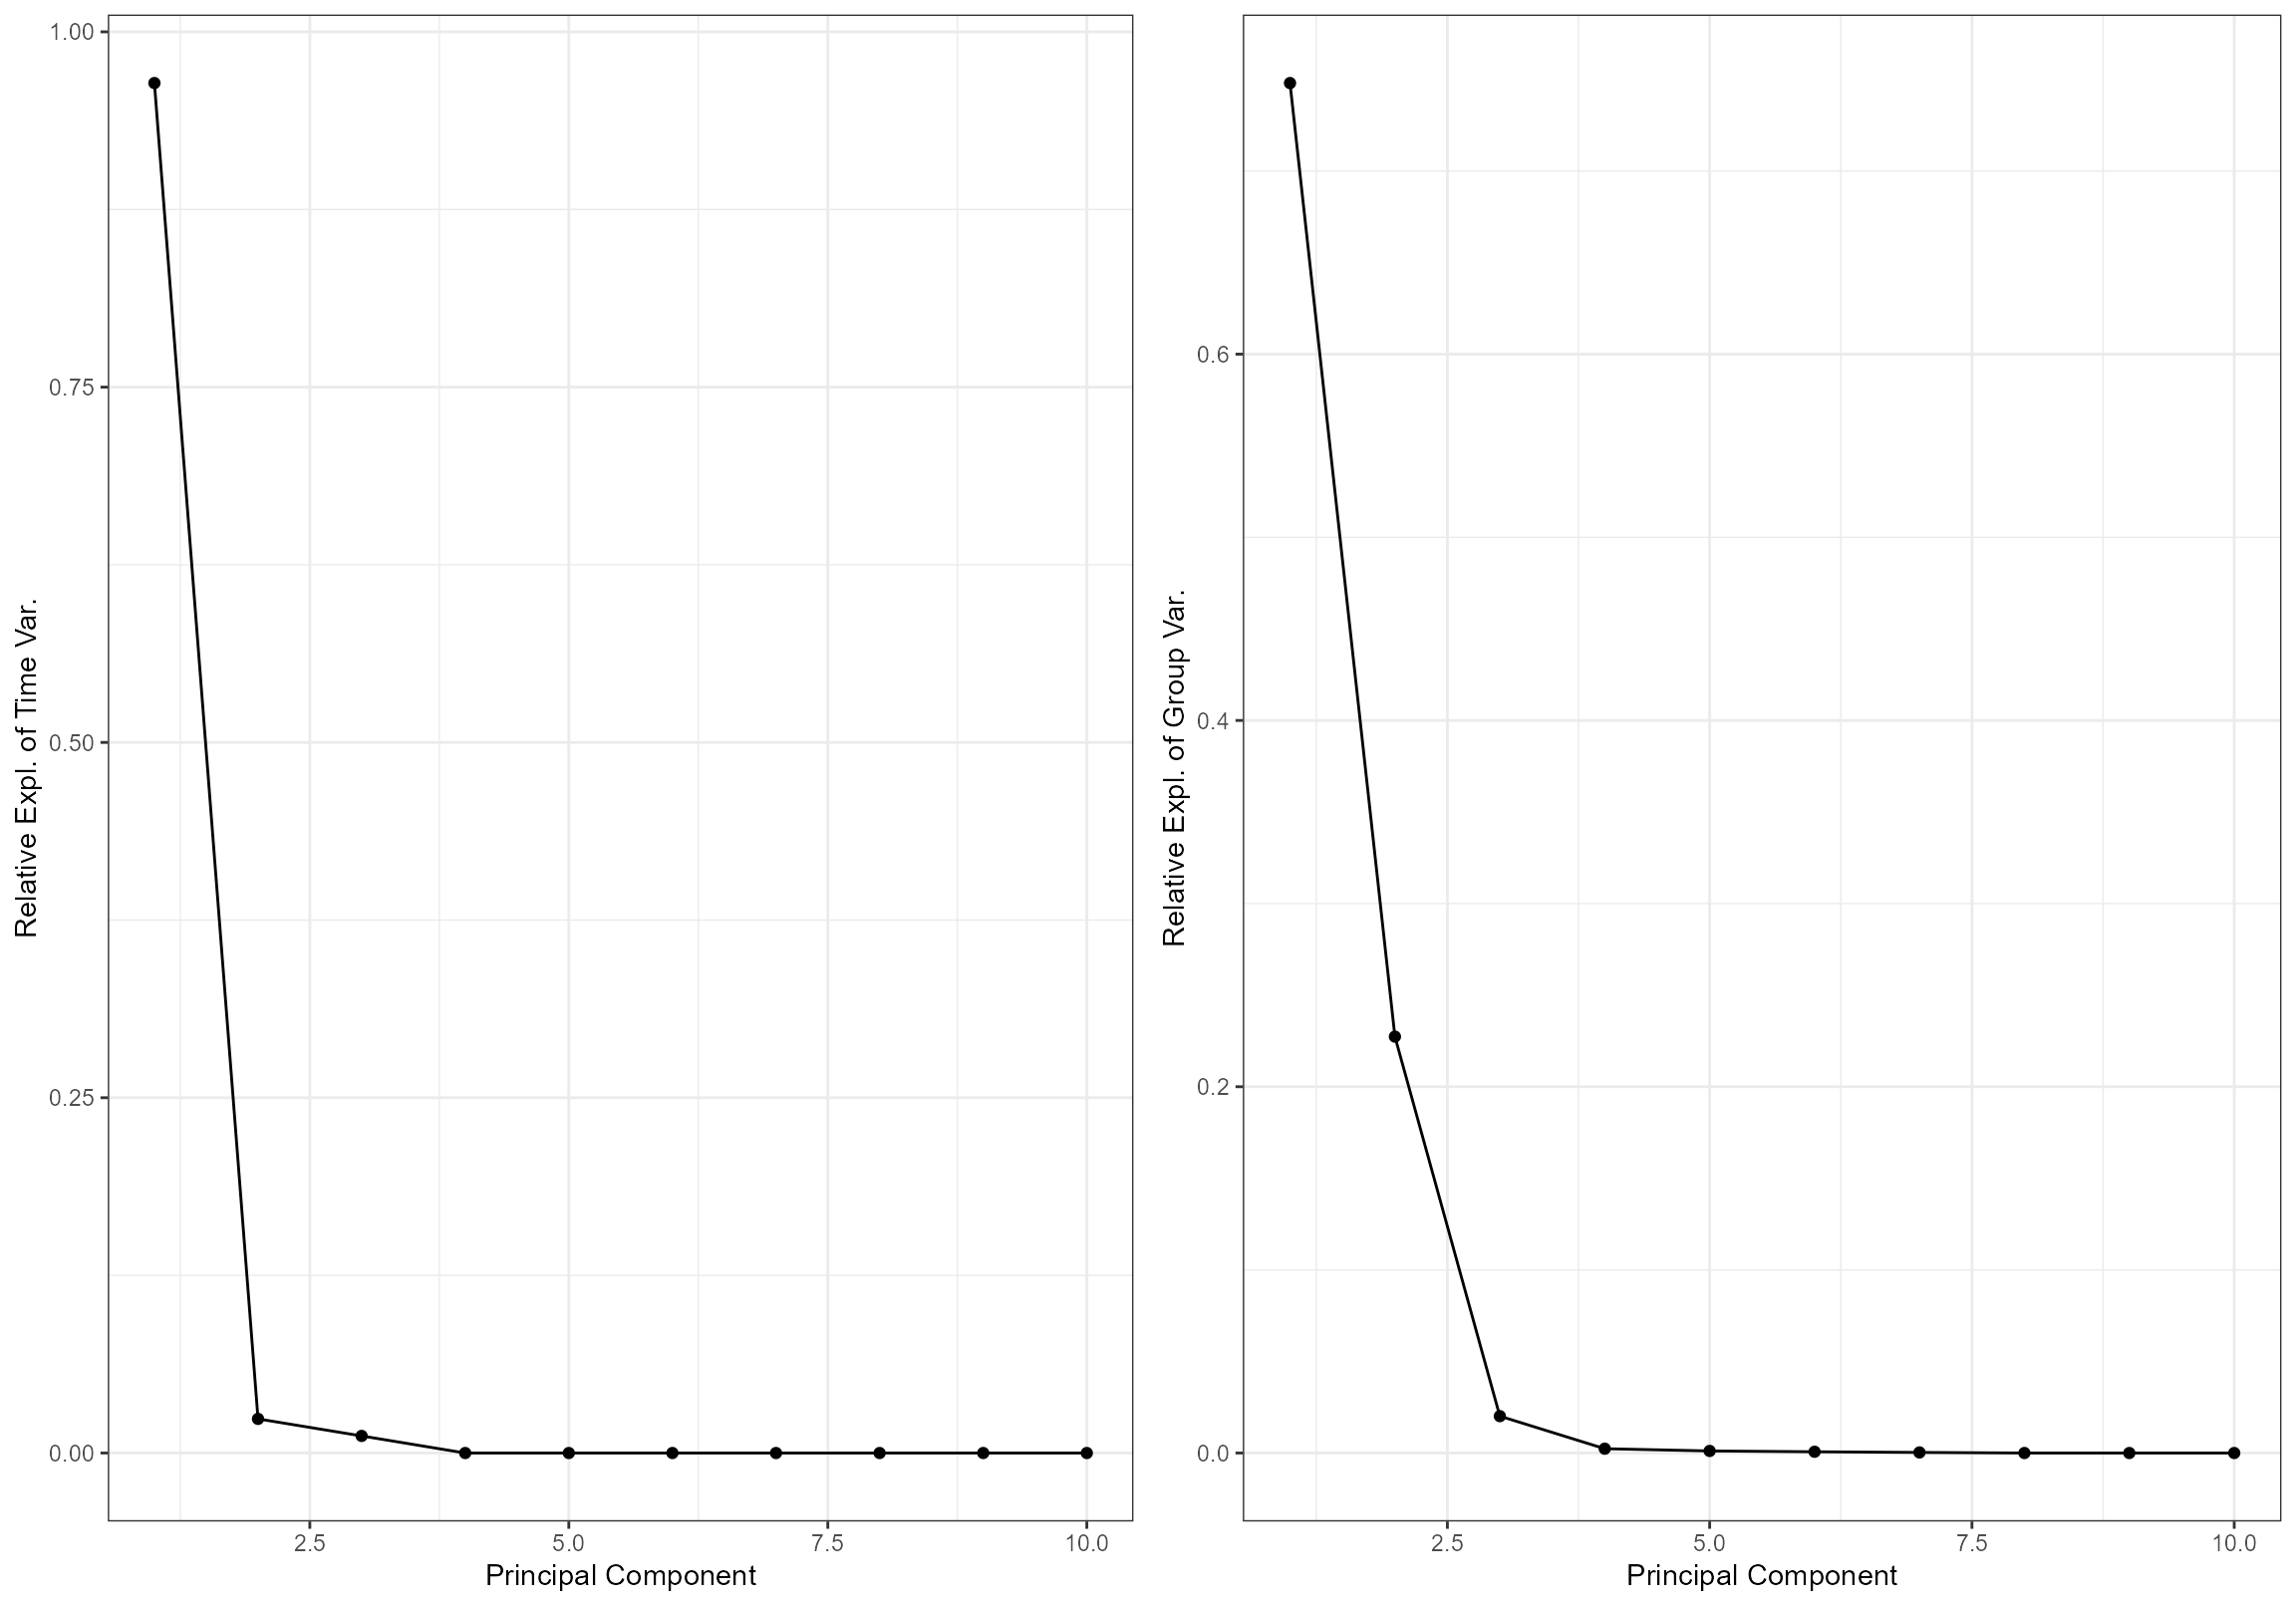 Relative Expl. of Time Var.
1.00
0.75
0.50
0.25
0.00
2.5 5.0 7.5 10.0
Principal Component
Relative Expl. of Group Var.
0.6
0.4
0.2
0.0
2.5 5.0 7.5 10.0
Principal Component